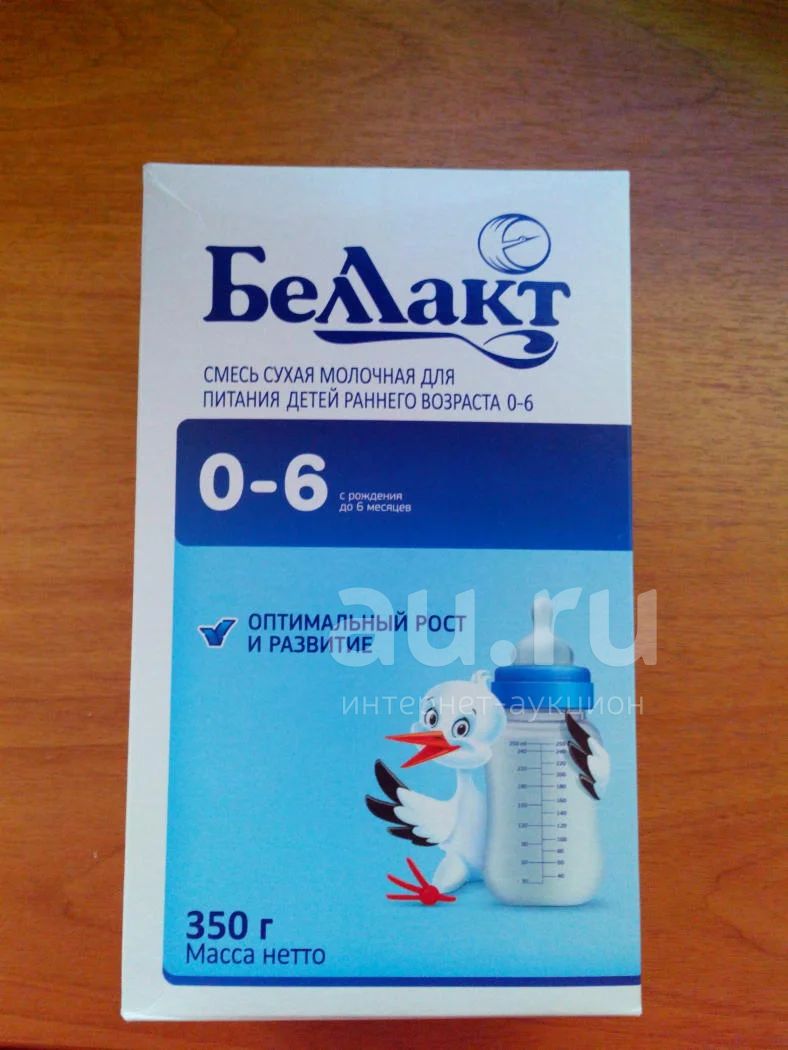 Беллакт
СМЕСЬ СУХАЯ МОЛОЧНАЯ ДЛЯ
ПИТАНИЯ ДЕТЕЙ РАННЕГО ВОЗРАСТА 0-6
0-6
с рождения
до 6 месяцев
ОПТИМАЛЬНЫЙ РОСТ
И РАЗВИТИЕ
au.ru
интернет-аукцион
350 г
Масса нетто